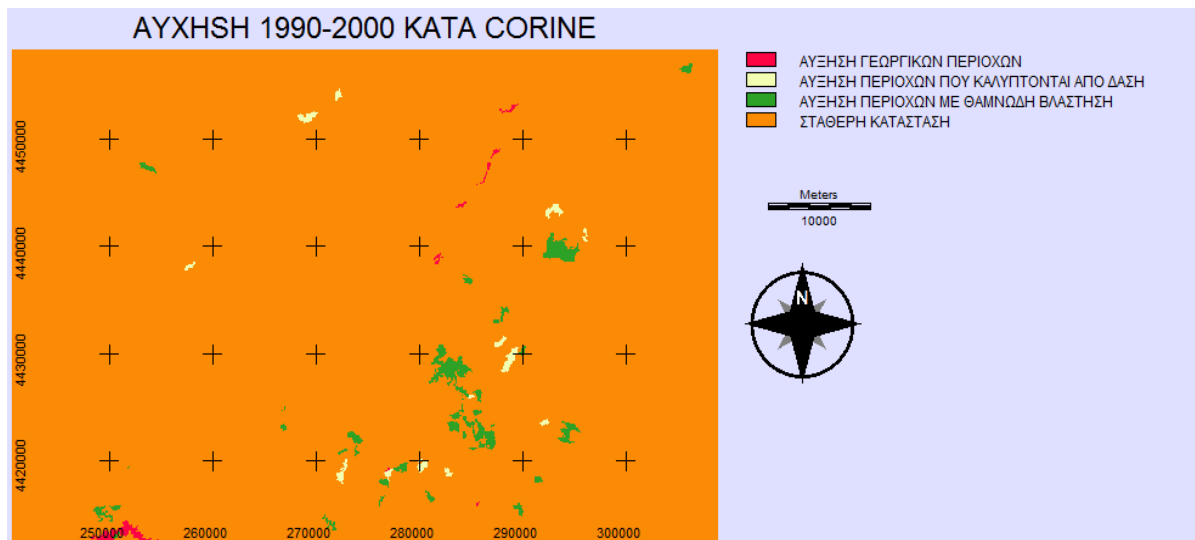 ΑΥΧΗSΗ 1990-2000 ΚΑΤΑ CORINE
ΑΥΞΗΣΗ ΓΕΩΡΓΙΚΩΝ ΠΕΡΙΟΧΩΝ
ΑΥΞΗΣΗ ΠΕΡΙΟΧΩΝ ΠΟΥ ΚΑΛΥΠΤΟΝΤΑΙ ΑΠΟ ΔΑΣΗ
ΑΥΞΗΣΗ ΠΕΡΙΟΧΩΝ ΜΕ ΘΑΜΝΩΔΗ ΒΛΑΣΤΗΣΗ
ΣΤΑΘΕΡΗ ΚΑΤΑΣΤΑΣΗ
Meters
10000
N
4450000
4440000
4430000
4420000
250000 260000 270000 280000 290000 300000